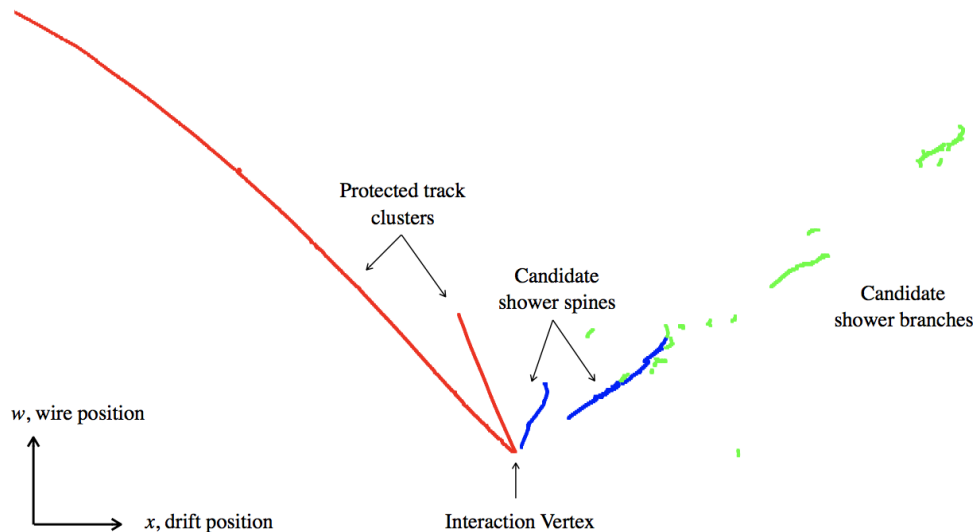 Protected track
clusters
Candidate
shower spines
Candidate
shower branches
w, wire position
x, drift position
Interaction Vertex